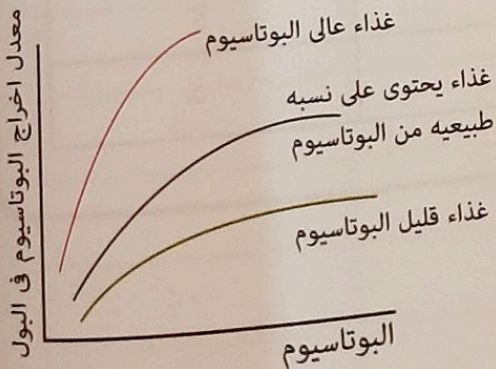 معدل اخراج البوتاسيوم فى البول
غذاء عالى البوتاسيوم
غذاء يحتوى على نسبه
طبيعيه من البوتاسيوم
غذاء قليل البوتاسيوم
البوتاسيوم